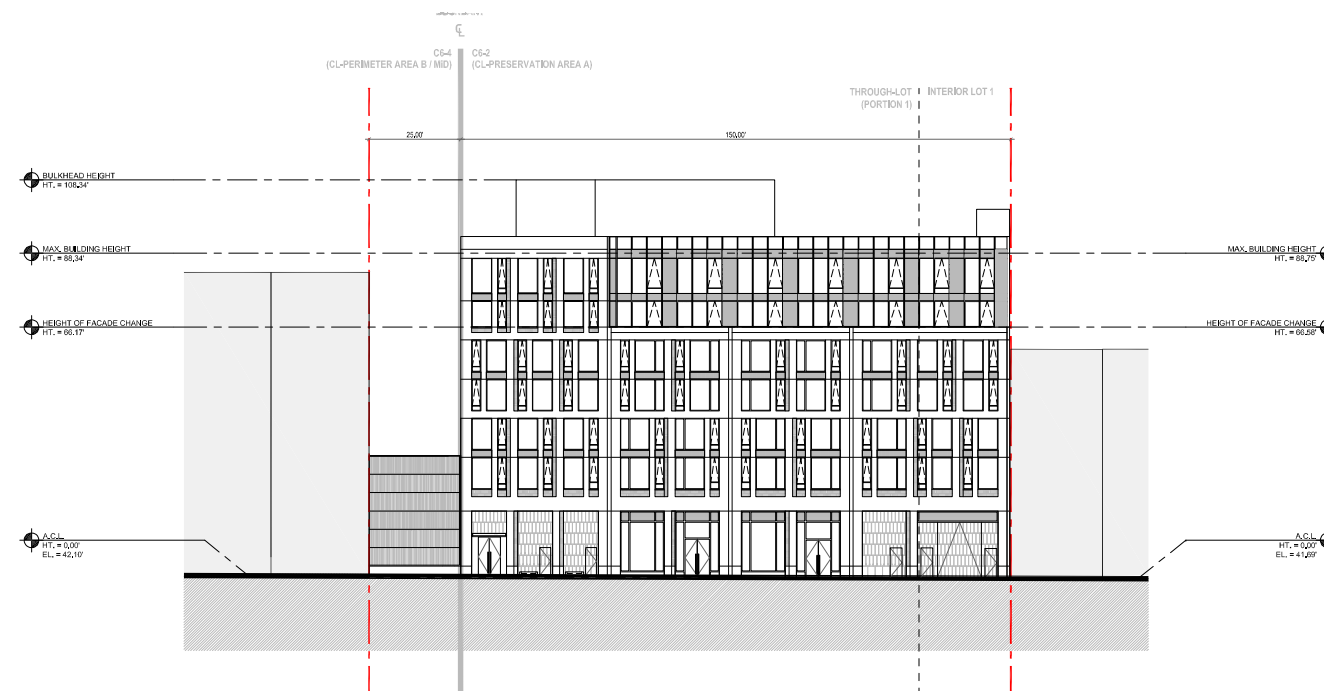 C6-4
(CL-PERIMETER AREA B / MiD)
C6-2
(CL-PRESERVATION AREA A)
THROUGH-LOT
(PORTION 1)
INTERIOR LOT 1
25.00'
150.00'
BULKHEAD HEIGHT
HT. = 108.34'
MAX. BUILDING HEIGHT
HT. = 88.34'
MAX. BUILDING HEIGHT
HT. = 88.75'
HEIGHT OF FACADE CHANGE
HT. = 66.17'
HEIGHT OF FACADE CHANGE
HT. = 66.58'
A.C.L.
HT. = 0.00'
EL. = 42.10'
A.C.L.
HT. = 0.00'
EL. = 41.69'